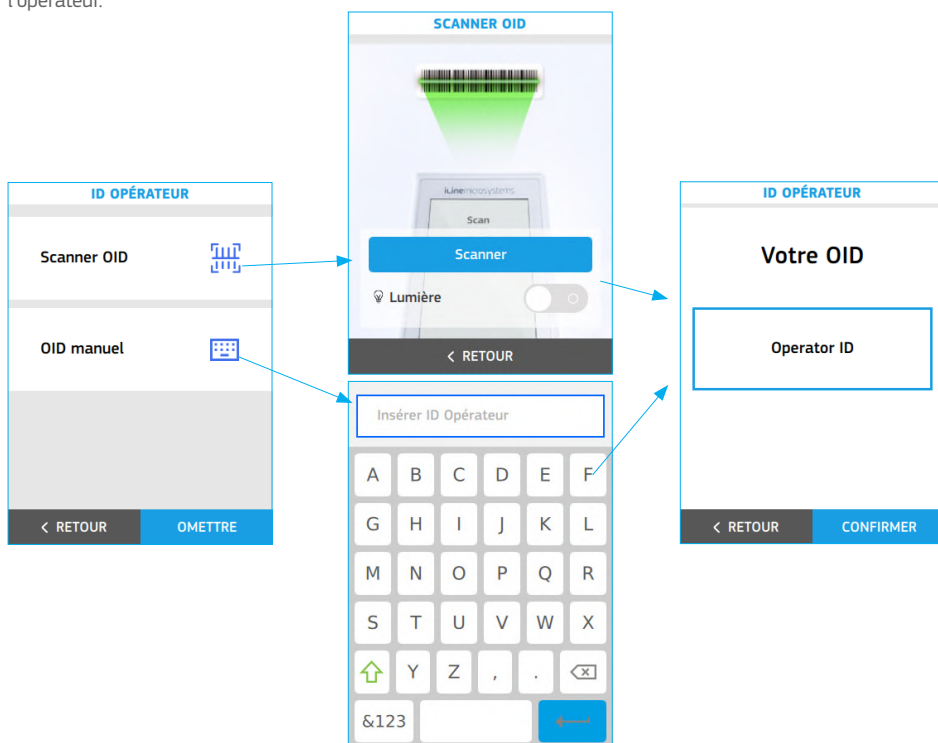 l'opérateur.
SCANNER OID
iLinemicrosystems
Scan
Scanner
Lumière
< RETOUR
ID OPÉRATEUR
Scanner OID
OID manuel
< RETOUR
OMETTRE
Insérer ID Opérateur
A B C D E F
G H I J K L
M N O P Q R
S T U V W X
Y Z , .
&123
ID OPÉRATEUR
Votre OID
Operator ID
< RETOUR
CONFIRMER